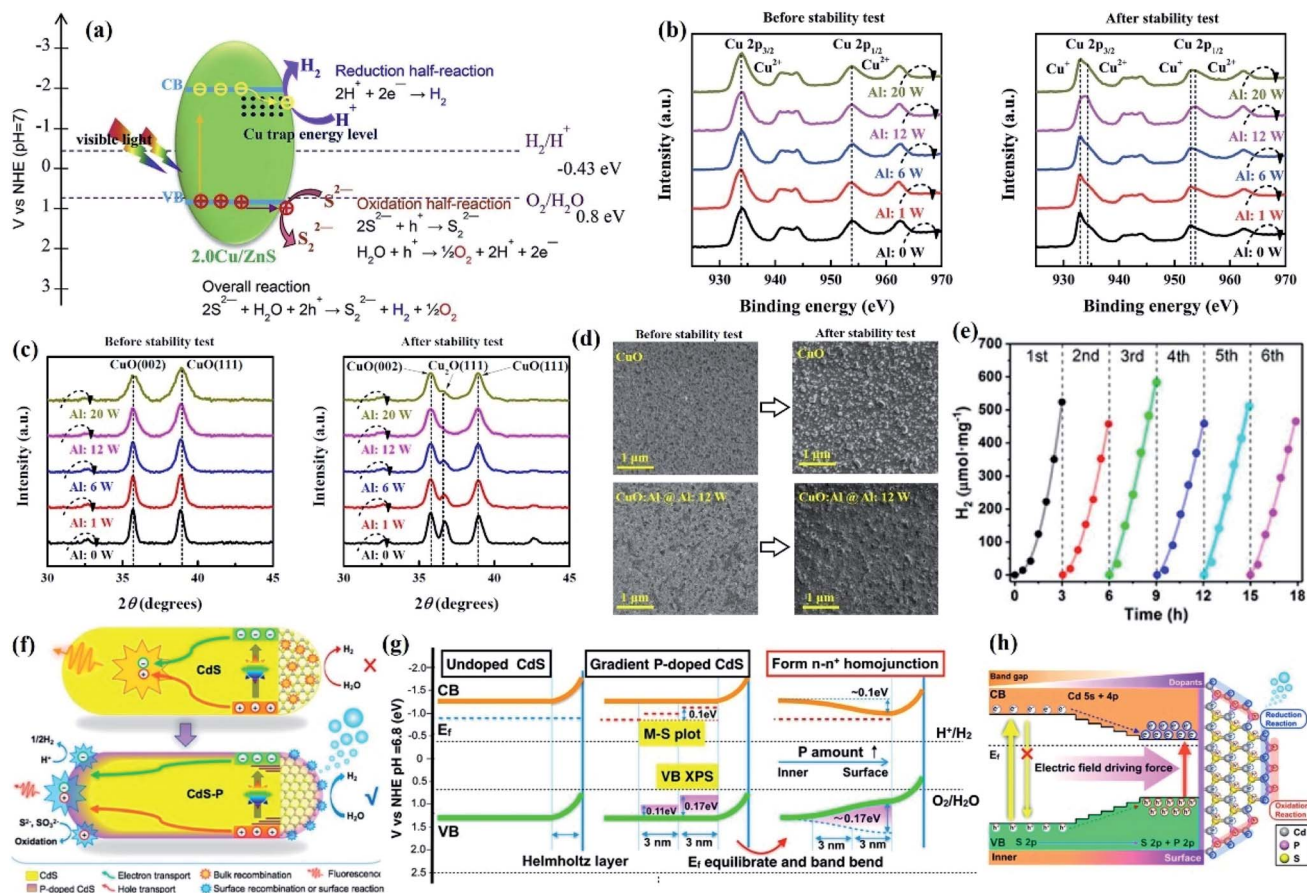 (a)
V vs NHE (pH=7)
-3
-2
-1
0
1
2
3
CB
VB
visible light
Cu trap energy level
H₂
H⁺
Reduction half-reaction
2H⁺ + 2e⁻ → H₂
H₂/H⁺
-0.43 eV
O₂/H₂O
0.8 eV
S²⁻
S₂²⁻
Oxidation half-reaction
2S²⁻ + h⁺ → S₂²⁻
H₂O + h⁺ → ½O₂ + 2H⁺ + 2e⁻
2.0Cu/ZnS
Overall reaction
2S²⁻ + H₂O + 2h⁺ → S₂²⁻ + H₂ + ½O₂
(b)
Before stability test
Cu 2p₃/₂ Cu 2p₁/₂
Cu²⁺ Cu²⁺
Al: 20 W
Al: 12 W
Al: 6 W
Al: 1 W
Al: 0 W
Intensity (a.u.)
930 940 950 960 970
Binding energy (eV)
After stability test
Cu 2p₃/₂ Cu 2p₁/₂
Cu⁺ Cu²⁺ Cu⁺ Cu²⁺
Al: 20 W
Al: 12 W
Al: 6 W
Al: 1 W
Al: 0 W
Intensity (a.u.)
930 940 950 960 970
Binding energy (eV)
(c)
Before stability test
CuO(002) CuO(111)
Al: 20 W
Al: 12 W
Al: 6 W
Al: 1 W
Al: 0 W
Intensity (a.u.)
30 35 40 45
2θ (degrees)
After stability test
CuO(002) Cu₂O(111) CuO(111)
Al: 20 W
Al: 12 W
Al: 6 W
Al: 1 W
Al: 0 W
Intensity (a.u.)
30 35 40 45
2θ (degrees)
(d)
Before stability test After stability test
CuO
1 μm
CuO
1 μm
CuO:Al @ Al: 12 W
1 μm
CuO:Al @ Al: 12 W
1 μm
(e)
1st 2nd 3rd 4th 5th 6th
H₂ (μmol·mg⁻¹)
700
600
500
400
300
200
100
0
0 3 6 9 12 15 18
Time (h)
(f)
CdS
H₂
H₂O
1/2H₂
H⁺
S²⁻, SO₃²⁻
Oxidation
CdS-P
H₂
H₂O
CdS Electron transport Bulk recombination Fluorescence
P-doped CdS Hole transport Surface recombination or surface reaction
(g)
V vs NHE pH =6.8 (eV)
-2.0
-1.5
-1.0
-0.5
0
0.5
1.0
1.5
2.0
2.5
Undoped CdS
Gradient P-doped CdS
Form n-n⁺ homojunction
CB
E_f
VB
0.1eV
M-S plot
VB XPS
0.11eV
0.17eV
3 nm 3 nm
Helmholtz layer
~0.1eV
H⁺/H₂
P amount ↑
Inner Surface
O₂/H₂O
~0.17eV
3 nm 3 nm
E_f equilibrate and band bend
(h)
Band gap Dopants
CB
Cd 5s + 4p
E_f
Electric field driving force
VB S 2p
S 2p + P 2p
Inner Surface
Reduction
Reaction
Oxidation
Reaction
Cd
P
S